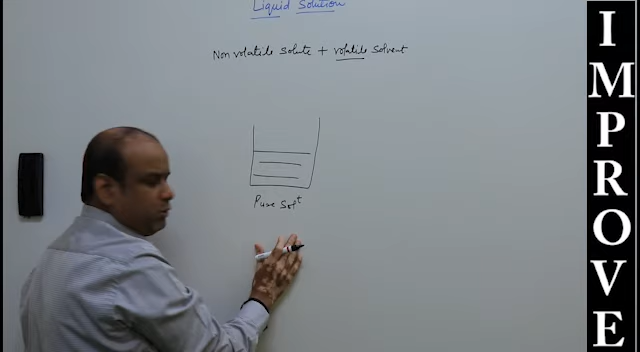 Liquid Solution
Non volatile solute + volatile solvent
Pure Solt
IMPROVE